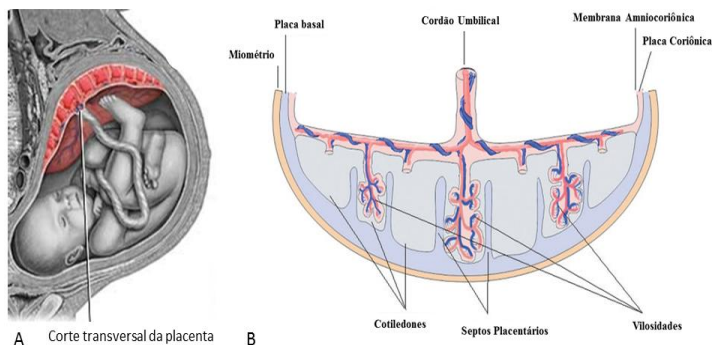 Placa basal
Cordão Umbilical
Membrana Amniocoriônica
Placa Coriônica
Miométrio
Cotiledones
Septos Placentários
Vilosidades
A
Corte transversal da placenta
B